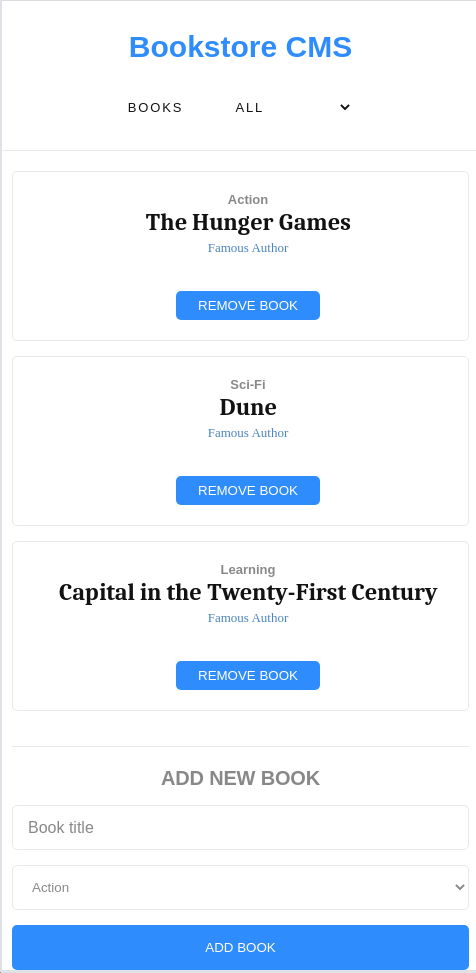 Bookstore CMS
BOOKS ALL
Action
The Hunger Games
Famous Author
REMOVE BOOK
Sci-Fi
Dune
Famous Author
REMOVE BOOK
Learning
Capital in the Twenty-First Century
Famous Author
REMOVE BOOK
ADD NEW BOOK
Book title
Action
ADD BOOK